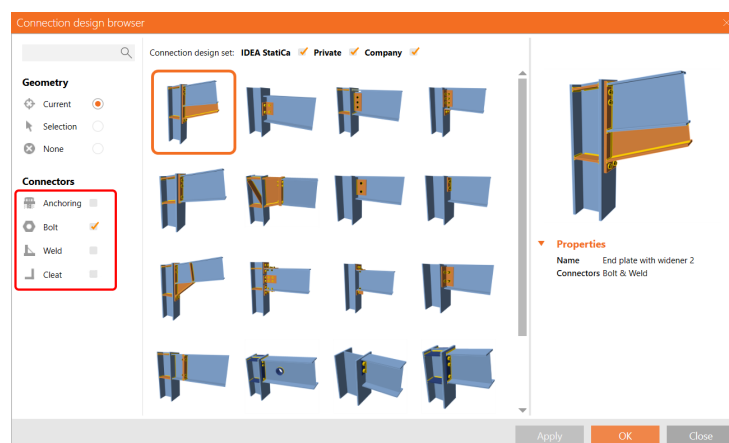 Connection design browser
Connection design set: IDEA StatiCa Private Company
Geometry
Current
Selection
None
Connectors
Anchoring
Bolt
Weld
Cleat
Properties
Name End plate with widener 2
Connectors Bolt & Weld
Apply OK Close